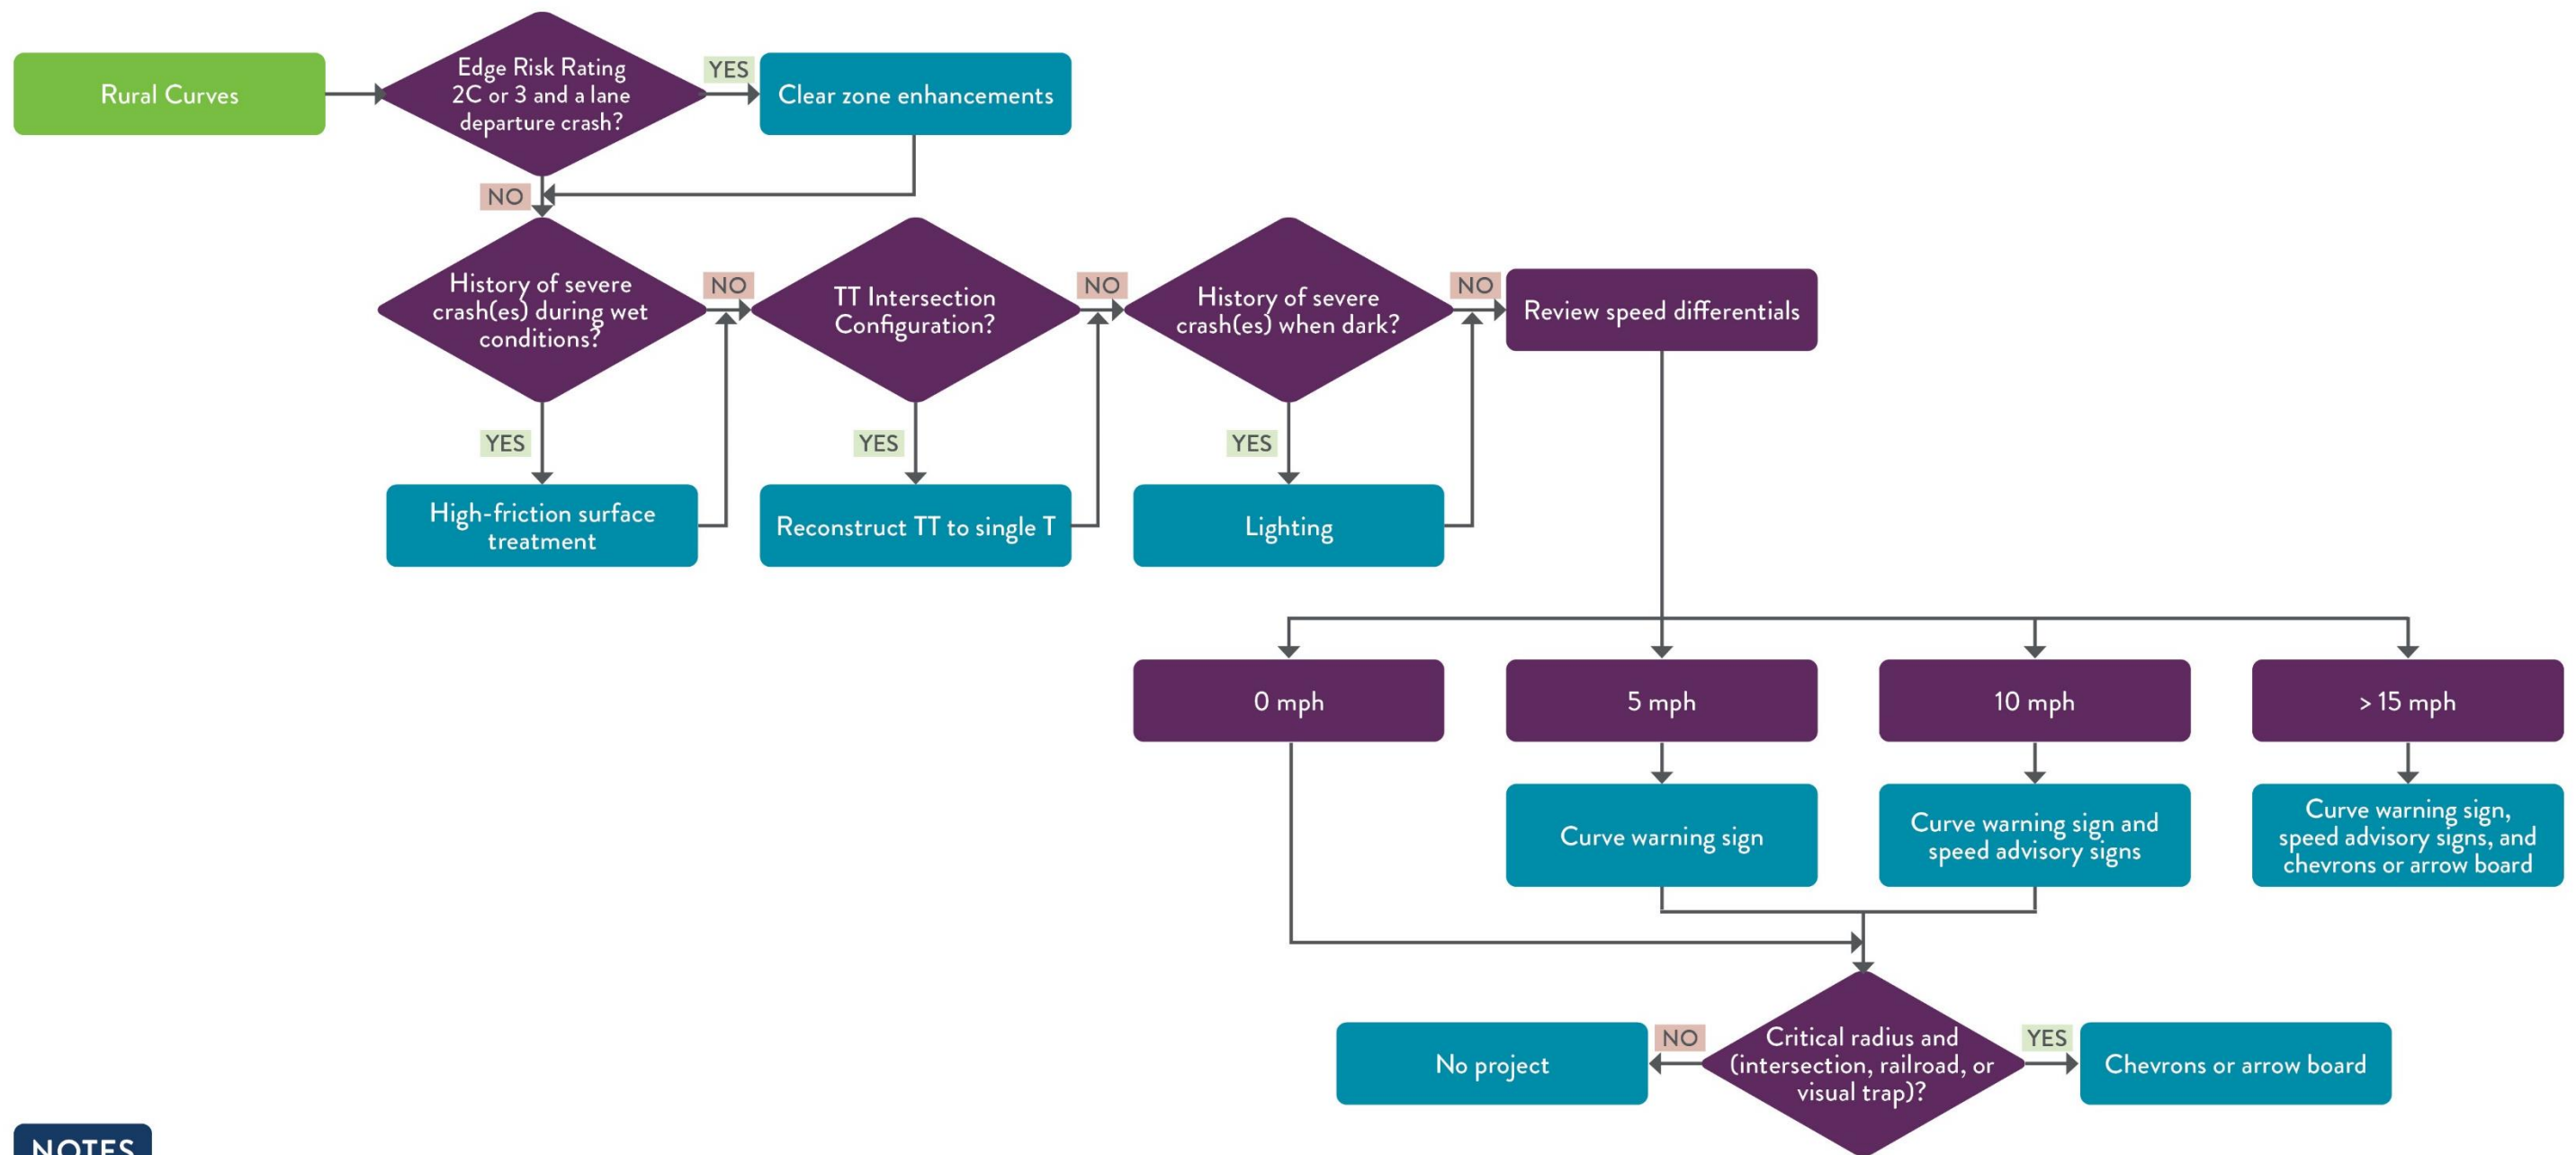 Rural Curves
Edge Risk Rating
2C or 3 and a lane
departure crash?
YES
Clear zone enhancements
NO
History of severe
crash(es) during wet
conditions?
NO
TT Intersection
Configuration?
NO
History of severe
crash(es) when dark?
NO
Review speed differentials
YES
YES
YES
High-friction surface
treatment
Reconstruct TT to single T
Lighting
0 mph
5 mph
10 mph
> 15 mph
Curve warning sign
Curve warning sign and
speed advisory signs
Curve warning sign,
speed advisory signs, and
chevrons or arrow board
No project
NO
Critical radius and
(intersection, railroad, or
visual trap)?
YES
Chevrons or arrow board
NOTES